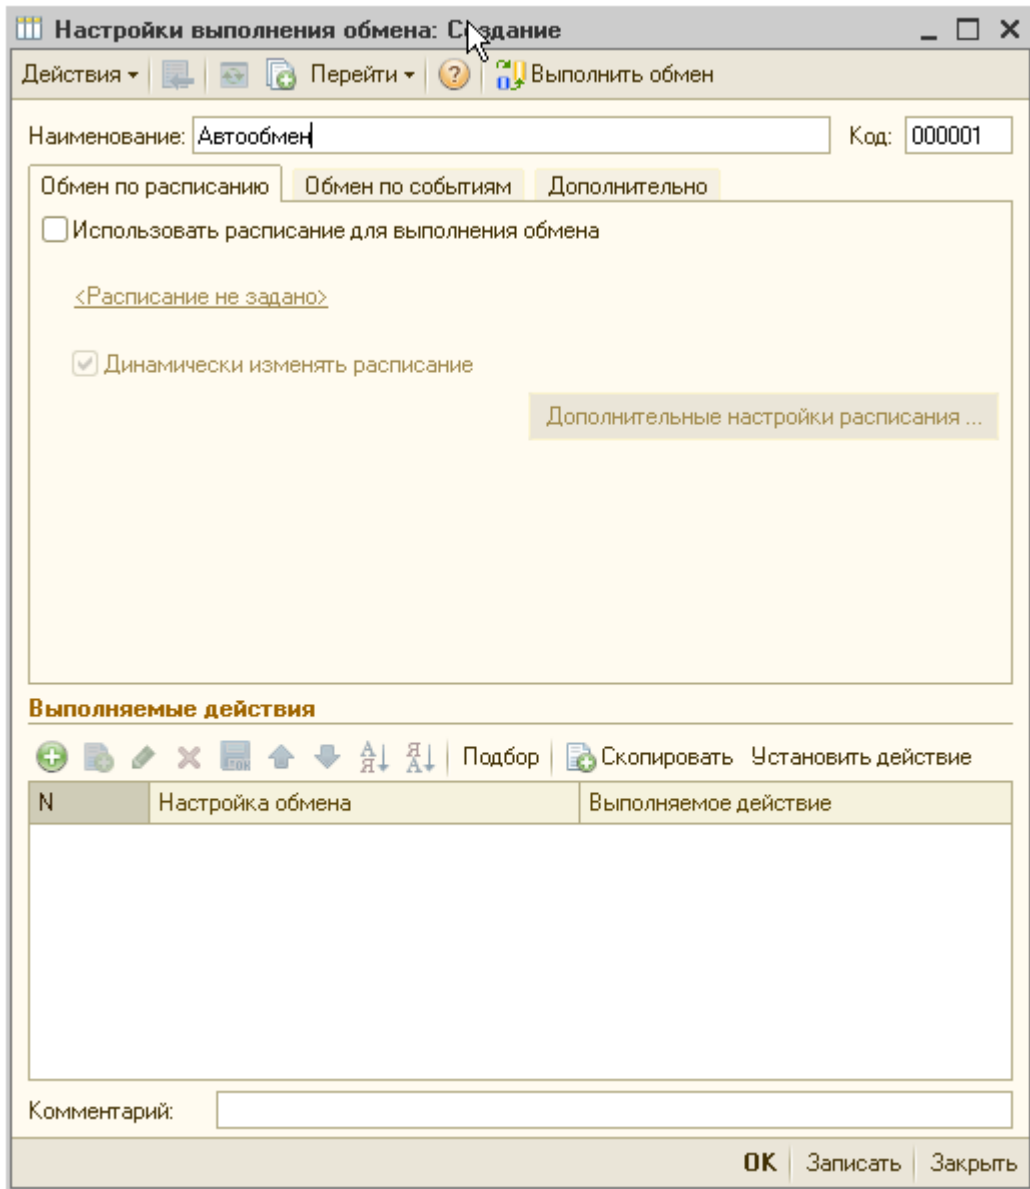 Настройки выполнения обмена: Создание
Действия Перейти Выполнить обмен
Наименование: Автообмен Код: 000001
Обмен по расписанию Обмен по событиям Дополнительно
Использовать расписание для выполнения обмена
<Расписание не задано>
Динамически изменять расписание
Дополнительные настройки расписания ...
Выполняемые действия
Подбор Скопировать Установить действие
N Настройка обмена Выполняемое действие
Комментарий:
OK Записать Закрыть